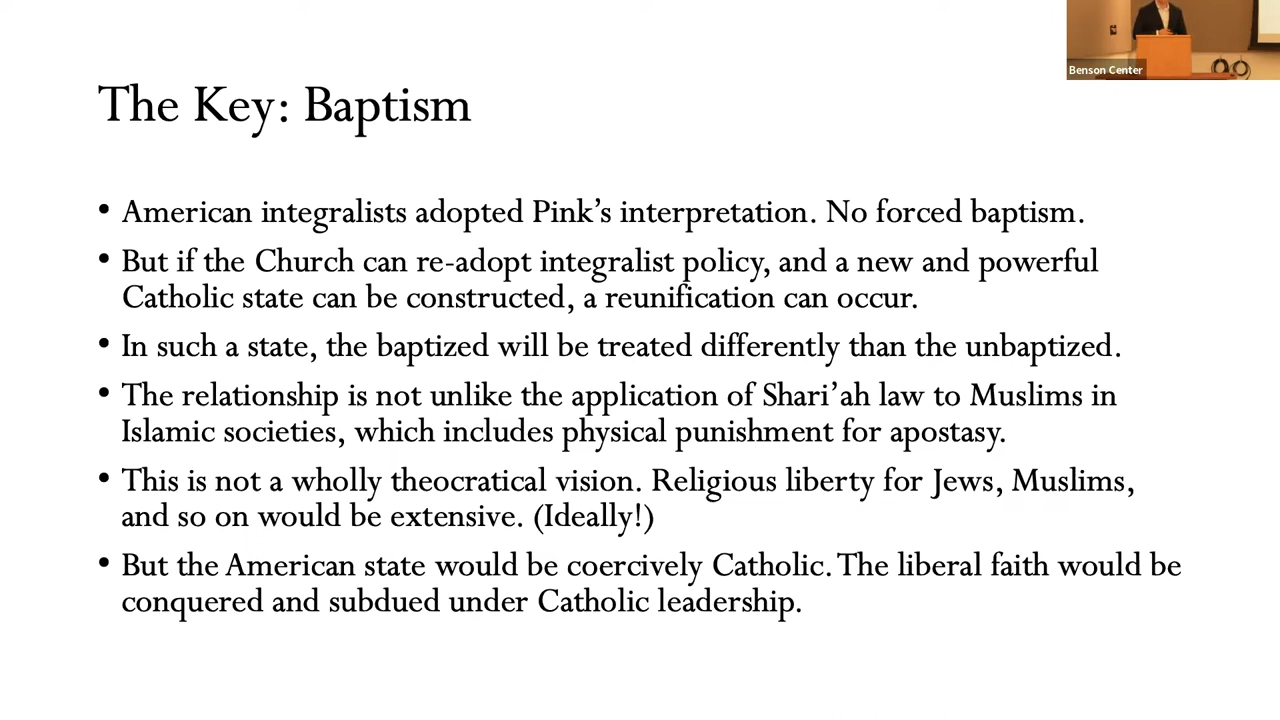 Benson Center
The Key: Baptism
• American integralists adopted Pink’s interpretation. No forced baptism.
• But if the Church can re-adopt integralist policy, and a new and powerful
Catholic state can be constructed, a reunification can occur.
• In such a state, the baptized will be treated differently than the unbaptized.
• The relationship is not unlike the application of Shari’ah law to Muslims in
Islamic societies, which includes physical punishment for apostasy.
• This is not a wholly theocratical vision. Religious liberty for Jews, Muslims,
and so on would be extensive. (Ideally!)
• But the American state would be coercively Catholic. The liberal faith would be
conquered and subdued under Catholic leadership.